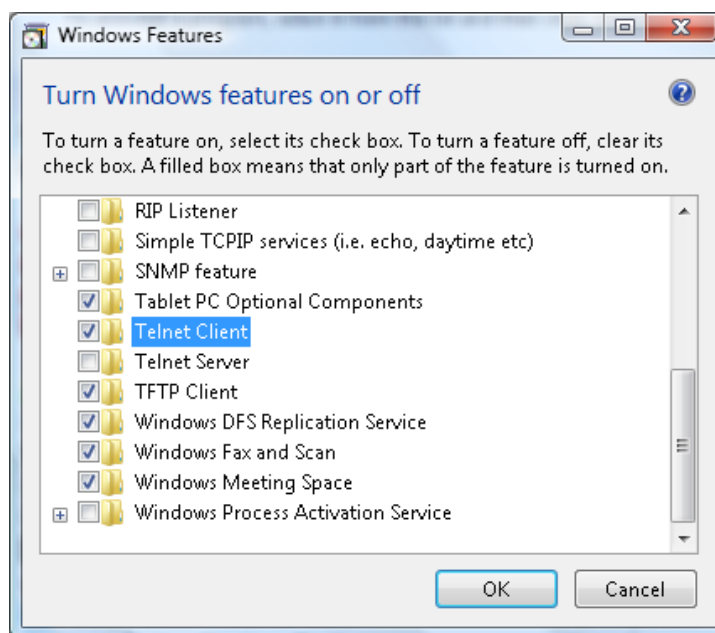 Windows Features
Turn Windows features on or off
To turn a feature on, select its check box. To turn a feature off, clear its
check box. A filled box means that only part of the feature is turned on.
RIP Listener
Simple TCPIP services (i.e. echo, daytime etc)
SNMP feature
Tablet PC Optional Components
Telnet Client
Telnet Server
TFTP Client
Windows DFS Replication Service
Windows Fax and Scan
Windows Meeting Space
Windows Process Activation Service
OK
Cancel